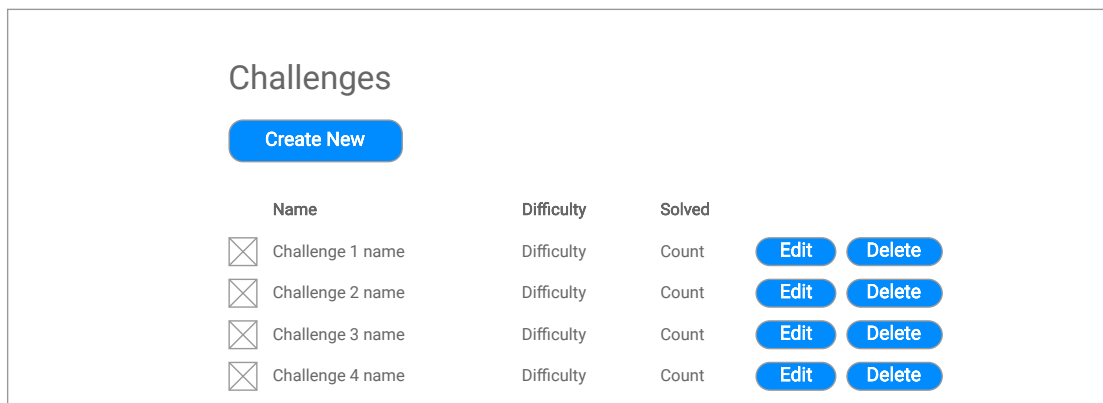 Challenges
Create New
Name Difficulty Solved
Challenge 1 name Difficulty Count Edit Delete
Challenge 2 name Difficulty Count Edit Delete
Challenge 3 name Difficulty Count Edit Delete
Challenge 4 name Difficulty Count Edit Delete